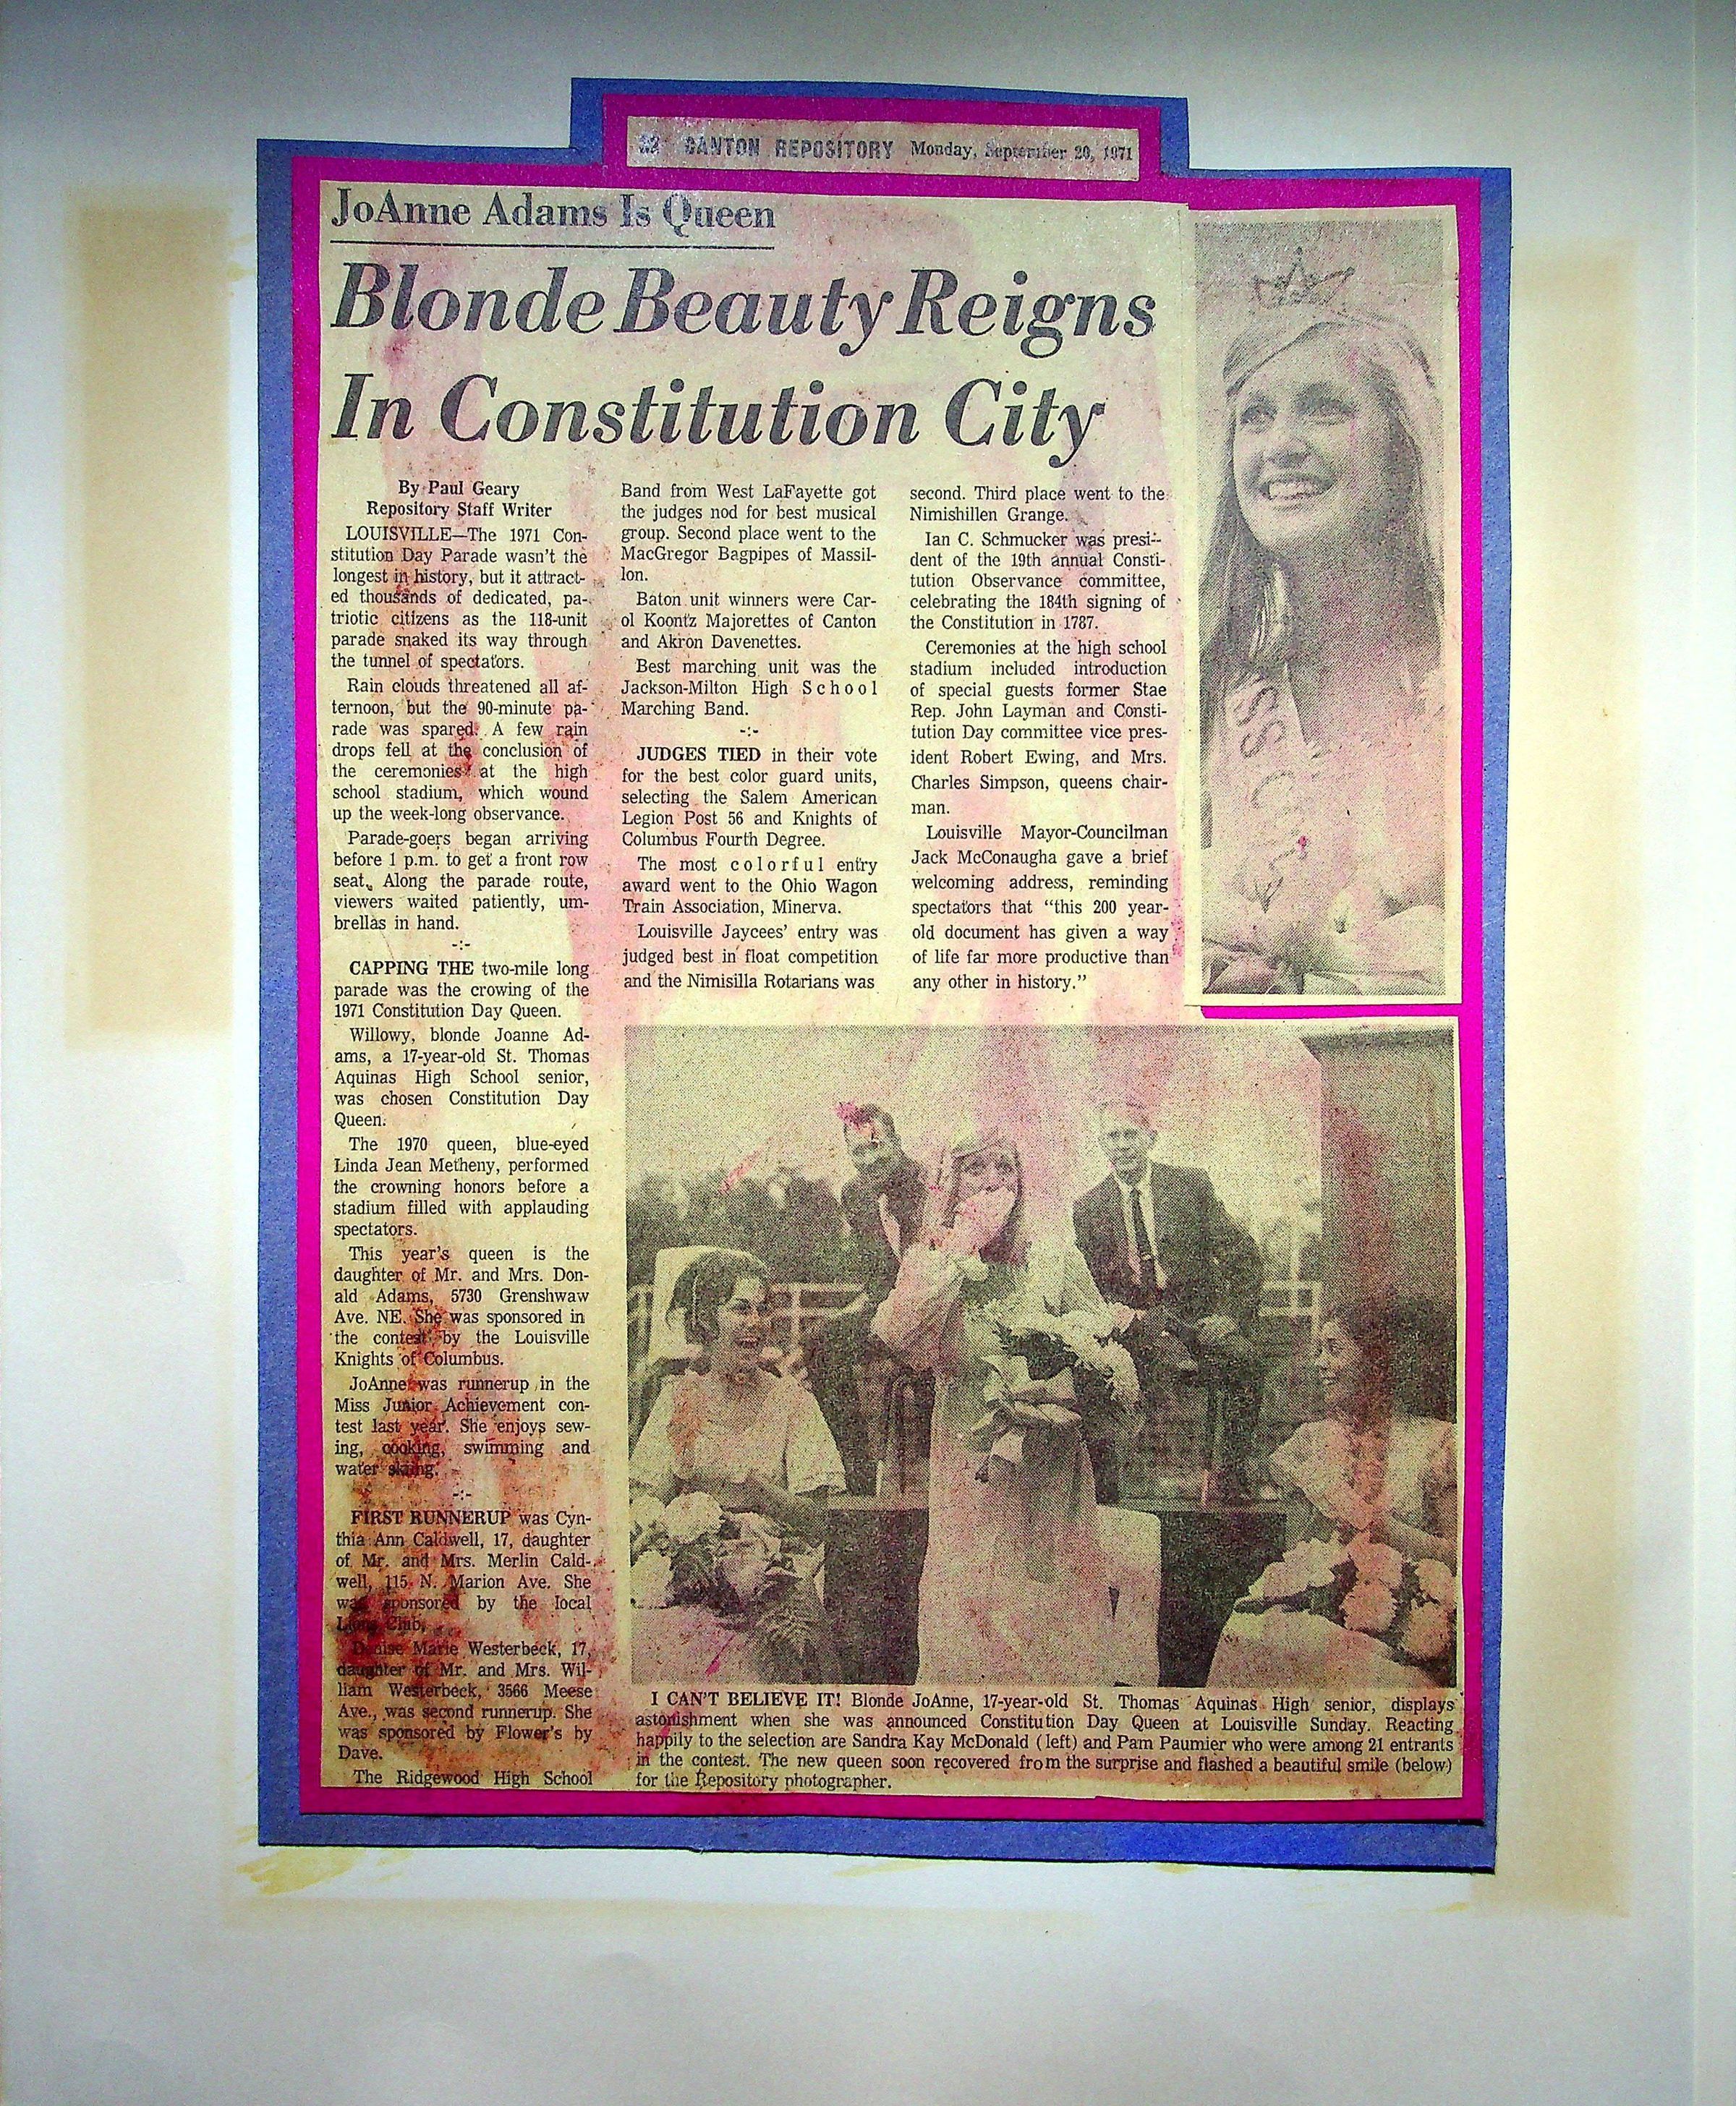 22 CANTON REPOSITORY Monday, September 20, 1971
JoAnne Adams Is Queen
Blonde Beauty Reigns
In Constitution City
By Paul Geary
Repository Staff Writer
LOUISVILLE—The 1971 Con-
stitution Day Parade wasn't the
longest in history, but it attract-
ed thousands of dedicated, pa-
triotic citizens as the 118-unit
parade snaked its way through
the tunnel of spectators.
Rain clouds threatened all af-
ternoon, but the 90-minute pa-
rade was spared. A few rain
drops fell at the conclusion of
the ceremonies at the high
school stadium, which wound
up the week-long observance.
Parade-goers began arriving
before 1 p.m. to get a front row
seat. Along the parade route,
viewers waited patiently, um-
brellas in hand.
-:-
CAPPING THE two-mile long
parade was the crowing of the
1971 Constitution Day Queen.
Willowy, blonde Joanne Ad-
ams, a 17-year-old St. Thomas
Aquinas High School senior,
was chosen Constitution Day
Queen.
The 1970 queen, blue-eyed
Linda Jean Metheny, performed
the crowning honors before a
stadium filled with applauding
spectators.
This year's queen is the
daughter of Mr. and Mrs. Don-
ald Adams, 5730 Grenshwaw
Ave. NE. She was sponsored in
the contest by the Louisville
Knights of Columbus.
JoAnne was runnerup in the
Miss Junior Achievement con-
test last year. She enjoys sew-
ing, cooking, swimming and
water skiing.
-:-
FIRST RUNNERUP was Cyn-
thia Ann Caldwell, 17, daughter
of Mr. and Mrs. Merlin Cald-
well, 115 N. Marion Ave. She
was sponsored by the local
Lions Club.
Denise Marie Westerbeck, 17,
daughter of Mr. and Mrs. Wil-
liam Westerbeck, 3566 Meese
Ave., was second runnerup. She
was sponsored by Flower's by
Dave.
The Ridgewood High School
Band from West LaFayette got
the judges nod for best musical
group. Second place went to the
MacGregor Bagpipes of Massil-
lon.
Baton unit winners were Car-
ol Koontz Majorettes of Canton
and Akron Davenettes.
Best marching unit was the
Jackson-Milton High School
Marching Band.
-:-
JUDGES TIED in their vote
for the best color guard units,
selecting the Salem American
Legion Post 56 and Knights of
Columbus Fourth Degree.
The most colorful entry
award went to the Ohio Wagon
Train Association, Minerva.
Louisville Jaycees' entry was
judged best in float competition
and the Nimisilla Rotarians was
second. Third place went to the
Nimishillen Grange.
Ian C. Schmucker was presi-
dent of the 19th annual Consti-
tution Observance committee,
celebrating the 184th signing of
the Constitution in 1787.
Ceremonies at the high school
stadium included introduction
of special guests former Stae
Rep. John Layman and Consti-
tution Day committee vice pres-
ident Robert Ewing, and Mrs.
Charles Simpson, queens chair-
man.
Louisville Mayor-Councilman
Jack McConaugha gave a brief
welcoming address, reminding
spectators that "this 200 year-
old document has given a way
of life far more productive than
any other in history."
I CAN'T BELIEVE IT! Blonde JoAnne, 17-year-old St. Thomas Aquinas High senior, displays
astonishment when she was announced Constitution Day Queen at Louisville Sunday. Reacting
happily to the selection are Sandra Kay McDonald (left) and Pam Paumier who were among 21 entrants
in the contest. The new queen soon recovered from the surprise and flashed a beautiful smile (below)
for the Repository photographer.